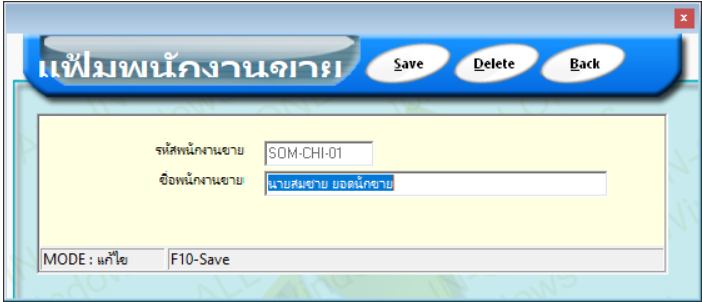 x
แฟ้มพนักงานขาย Save Delete Back
รหัสพนักงานขาย SOM-CHI-01
ชื่อพนักงานขาย นายสมชาย ยอดนักขาย
MODE : แก้ไข F10-Save